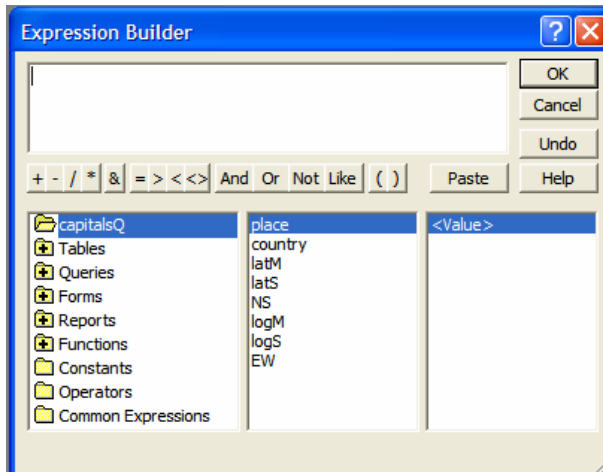 Expression Builder
OK
Cancel
Undo
+ - / * & = > < <> And Or Not Like ( ) Paste Help
capitalsQ
Tables
Queries
Forms
Reports
Functions
Constants
Operators
Common Expressions
place
country
latM
latS
NS
logM
logS
EW
<Value>